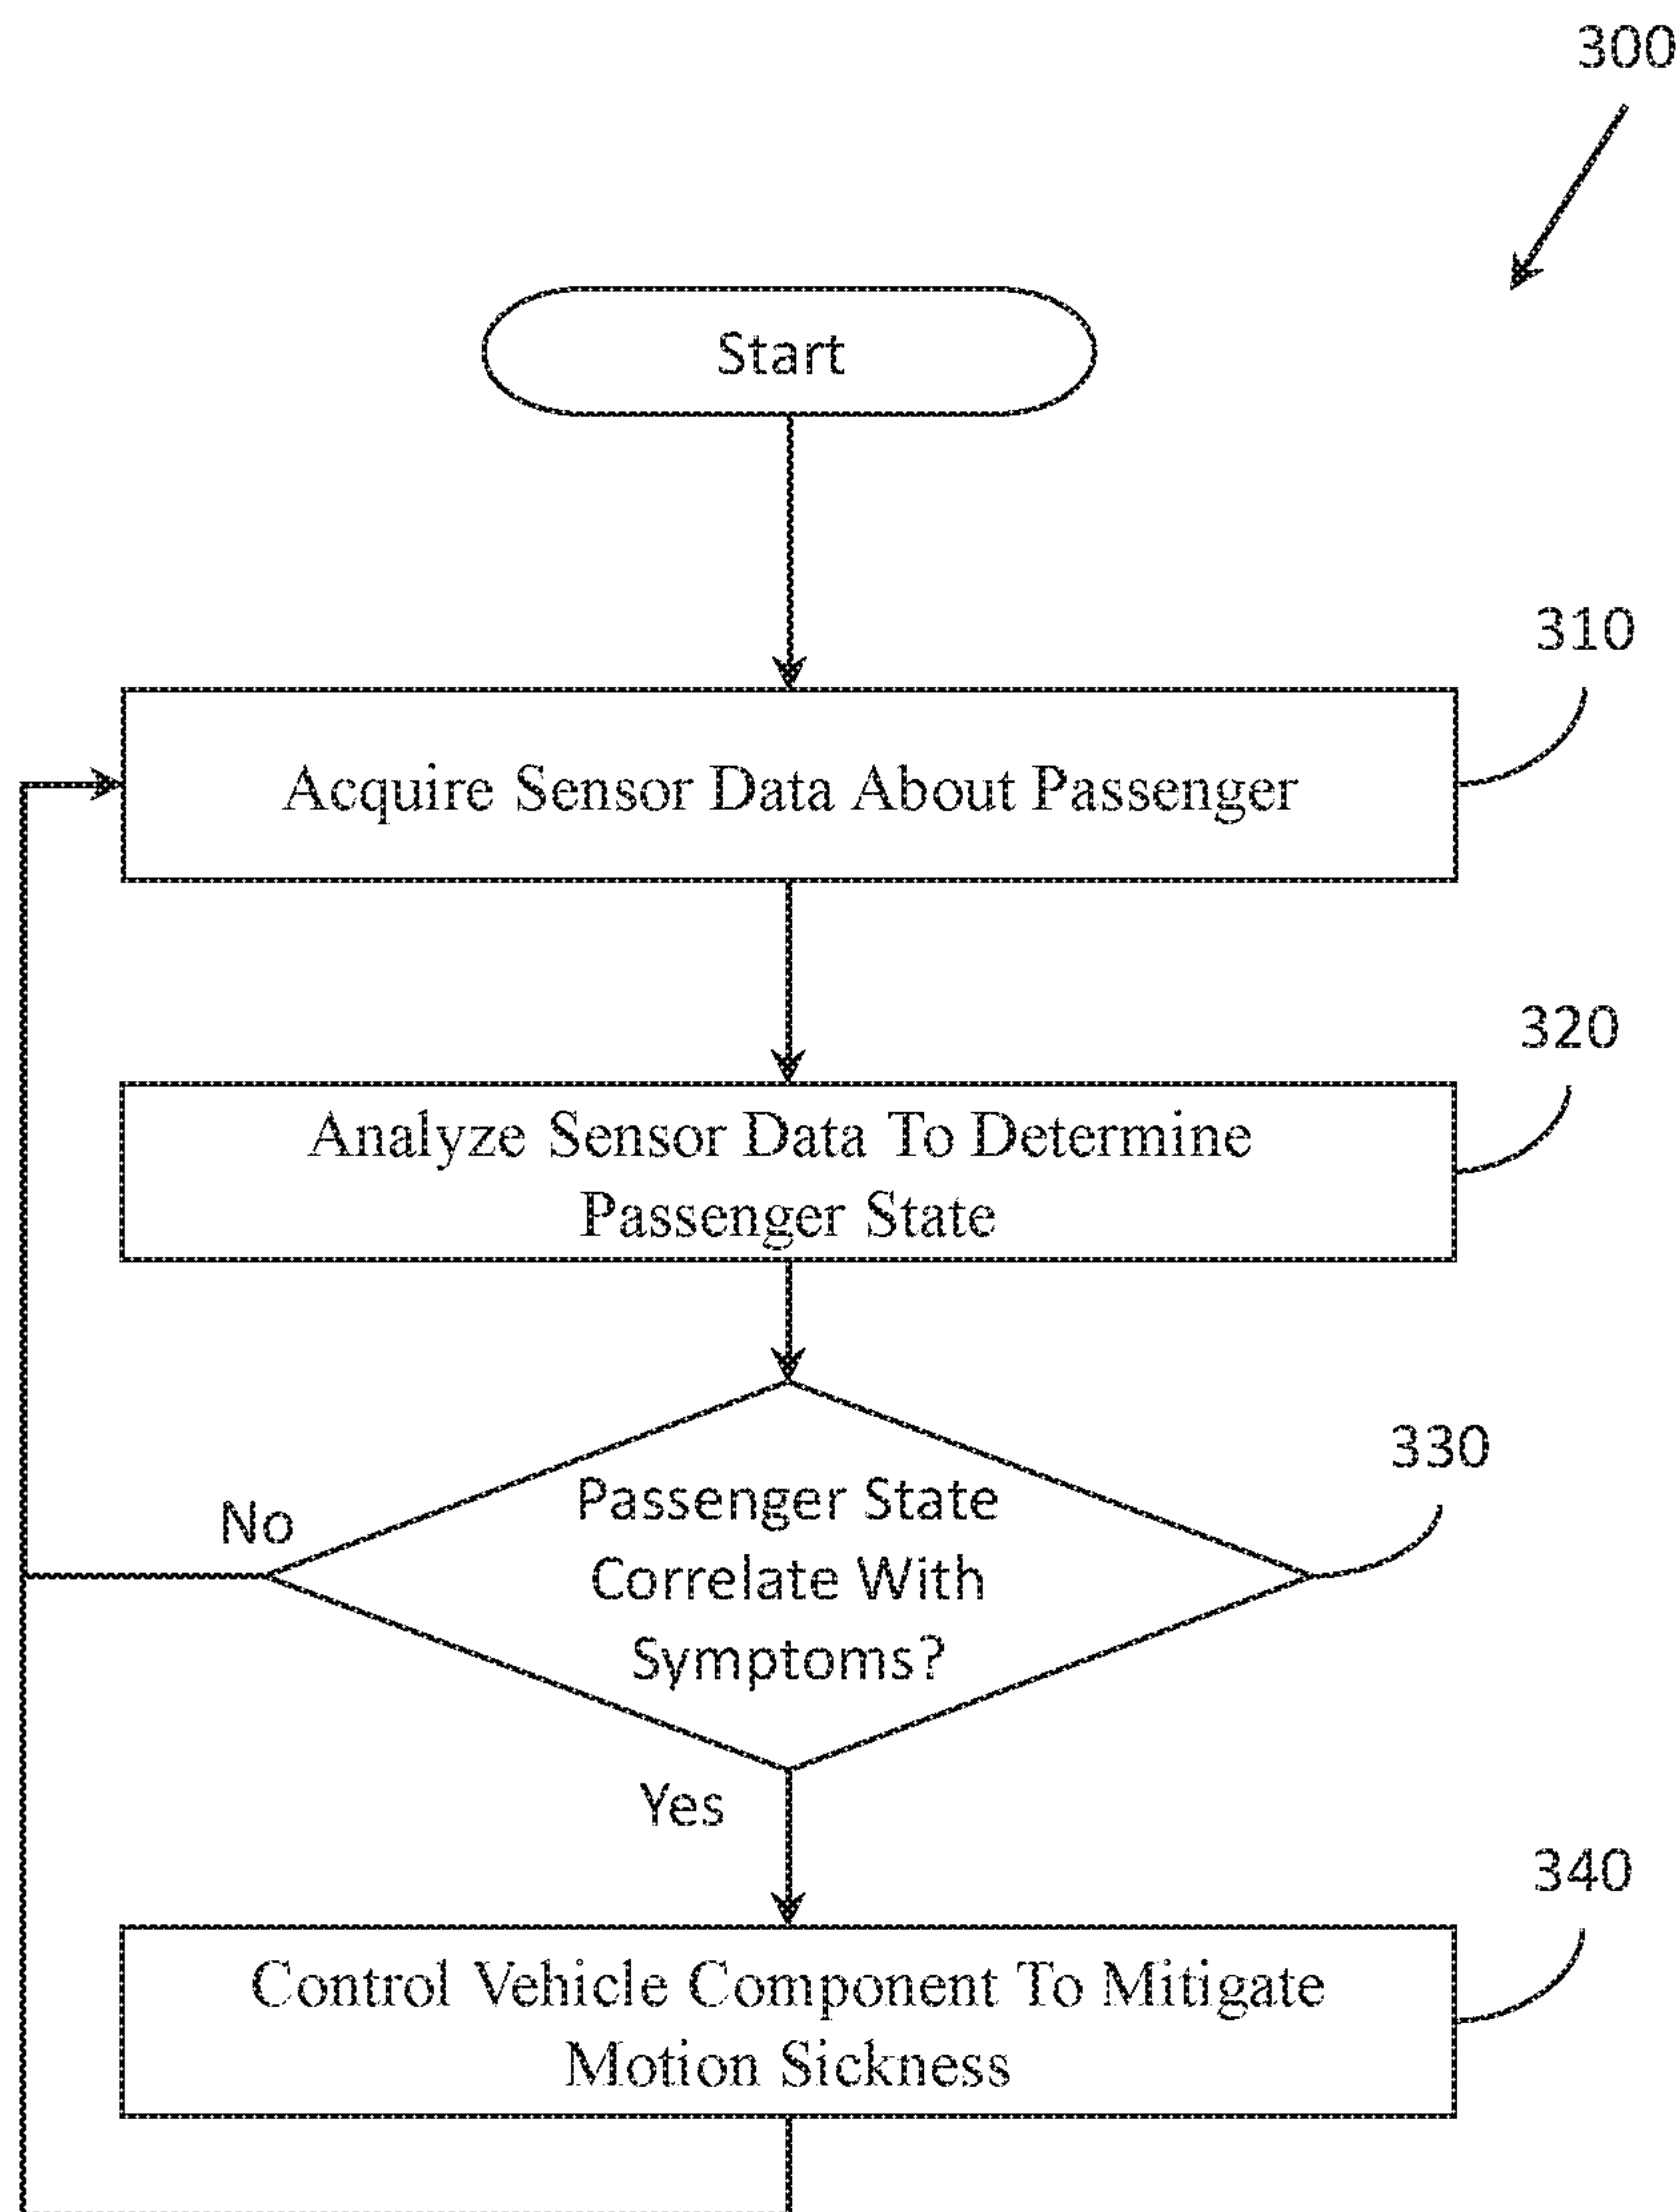 300
Start
310
Acquire Sensor Data About Passenger
320
Analyze Sensor Data To Determine
Passenger State
330
No
Passenger State
Correlate With
Symptoms?
Yes
340
Control Vehicle Component To Mitigate
Motion Sickness